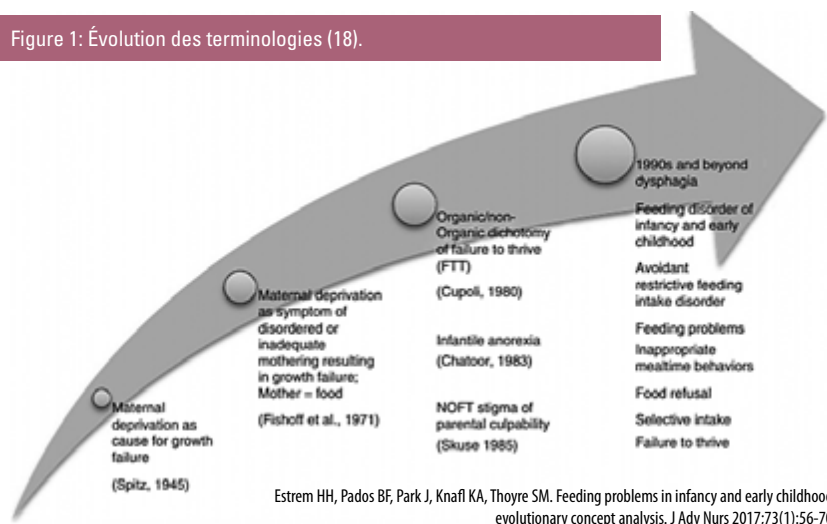 Figure 1: Évolution des terminologies (18).
Maternal
deprivation as
cause for growth
failure
(Spitz, 1945)
Maternal deprivation
as symptom of
disordered or
inadequate
mothering resulting
in growth failure;
Mother = food
(Fishoff et al., 1971)
Organic/non-
Organic dichotomy
of failure to thrive
(FTT)
(Cupoli, 1980)
Infantile anorexia
(Chatoor, 1983)
NOFT stigma of
parental culpability
(Skuse 1985)
1990s and beyond
dysphagia
Feeding disorder of
infancy and early
childhood
Avoidant
restrictive feeding
intake disorder
Feeding problems
Inappropriate
mealtime behaviors
Food refusal
Selective intake
Failure to thrive
Estrem HH, Pados BF, Park J, Knafl KA, Thoyre SM. Feeding problems in infancy and early childhood
evolutionary concept analysis. J Adv Nurs 2017;73(1):56-